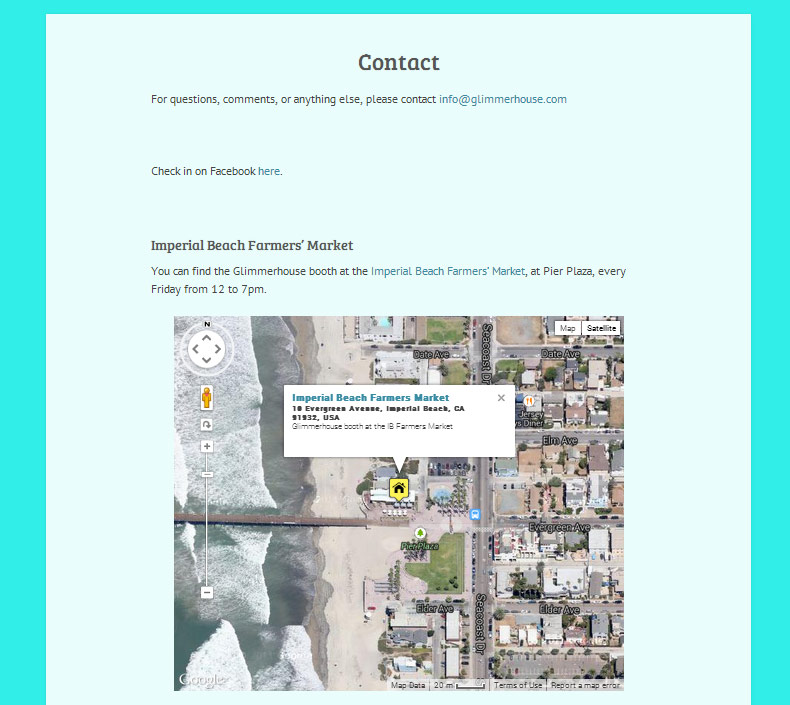 Contact
For questions, comments, or anything else, please contact info@glimmerhouse.com
Check in on Facebook here.
Imperial Beach Farmers' Market
You can find the Glimmerhouse booth at the Imperial Beach Farmers' Market, at Pier Plaza, every
Friday from 12 to 7pm.
N
Map Satellite
Seacoast Dr
Date Ave Date Ave
Imperial Beach Farmers Market
10 Evergreen Avenue, Imperial Beach, CA
91932, USA
Glimmerhouse booth at the IB Farmers Market
Jersey
Diner
Elm Ave
Evergreen Ave
Pier Plaza
Elder Ave Elder Ave
Seacoast Dr
Google
Map Data 20 m Terms of Use Report a map error